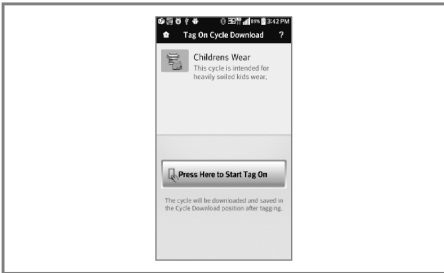 89% 3:42 PM
Tag On Cycle Download ?
Childrens Wear
This cycle is intended for
heavily soiled kids wear,
Press Here to Start Tag On
The cycle will be downloaded and saved in
the Cycle Download position after tagging.